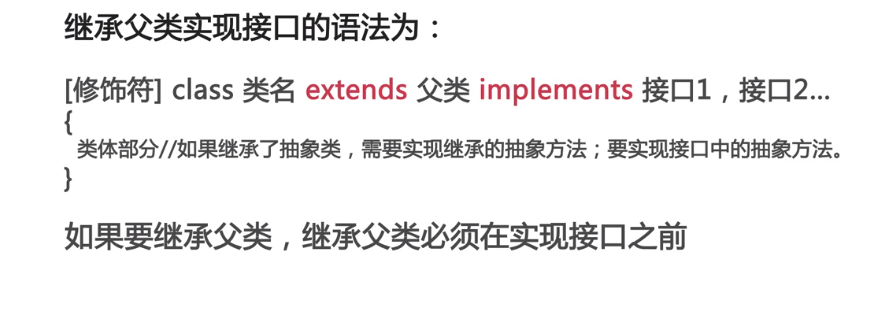 继承父类实现接口的语法为：
[修饰符] class 类名 extends 父类 implements 接口1，接口2...
{
类体部分//如果继承了抽象类，需要实现继承的抽象方法；要实现接口中的抽象方法。
}
如果要继承父类，继承父类必须在实现接口之前